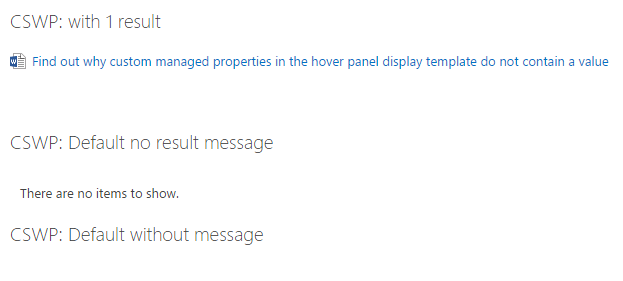 CSWP: with 1 result
Find out why custom managed properties in the hover panel display template do not contain a value
CSWP: Default no result message
There are no items to show.
CSWP: Default without message